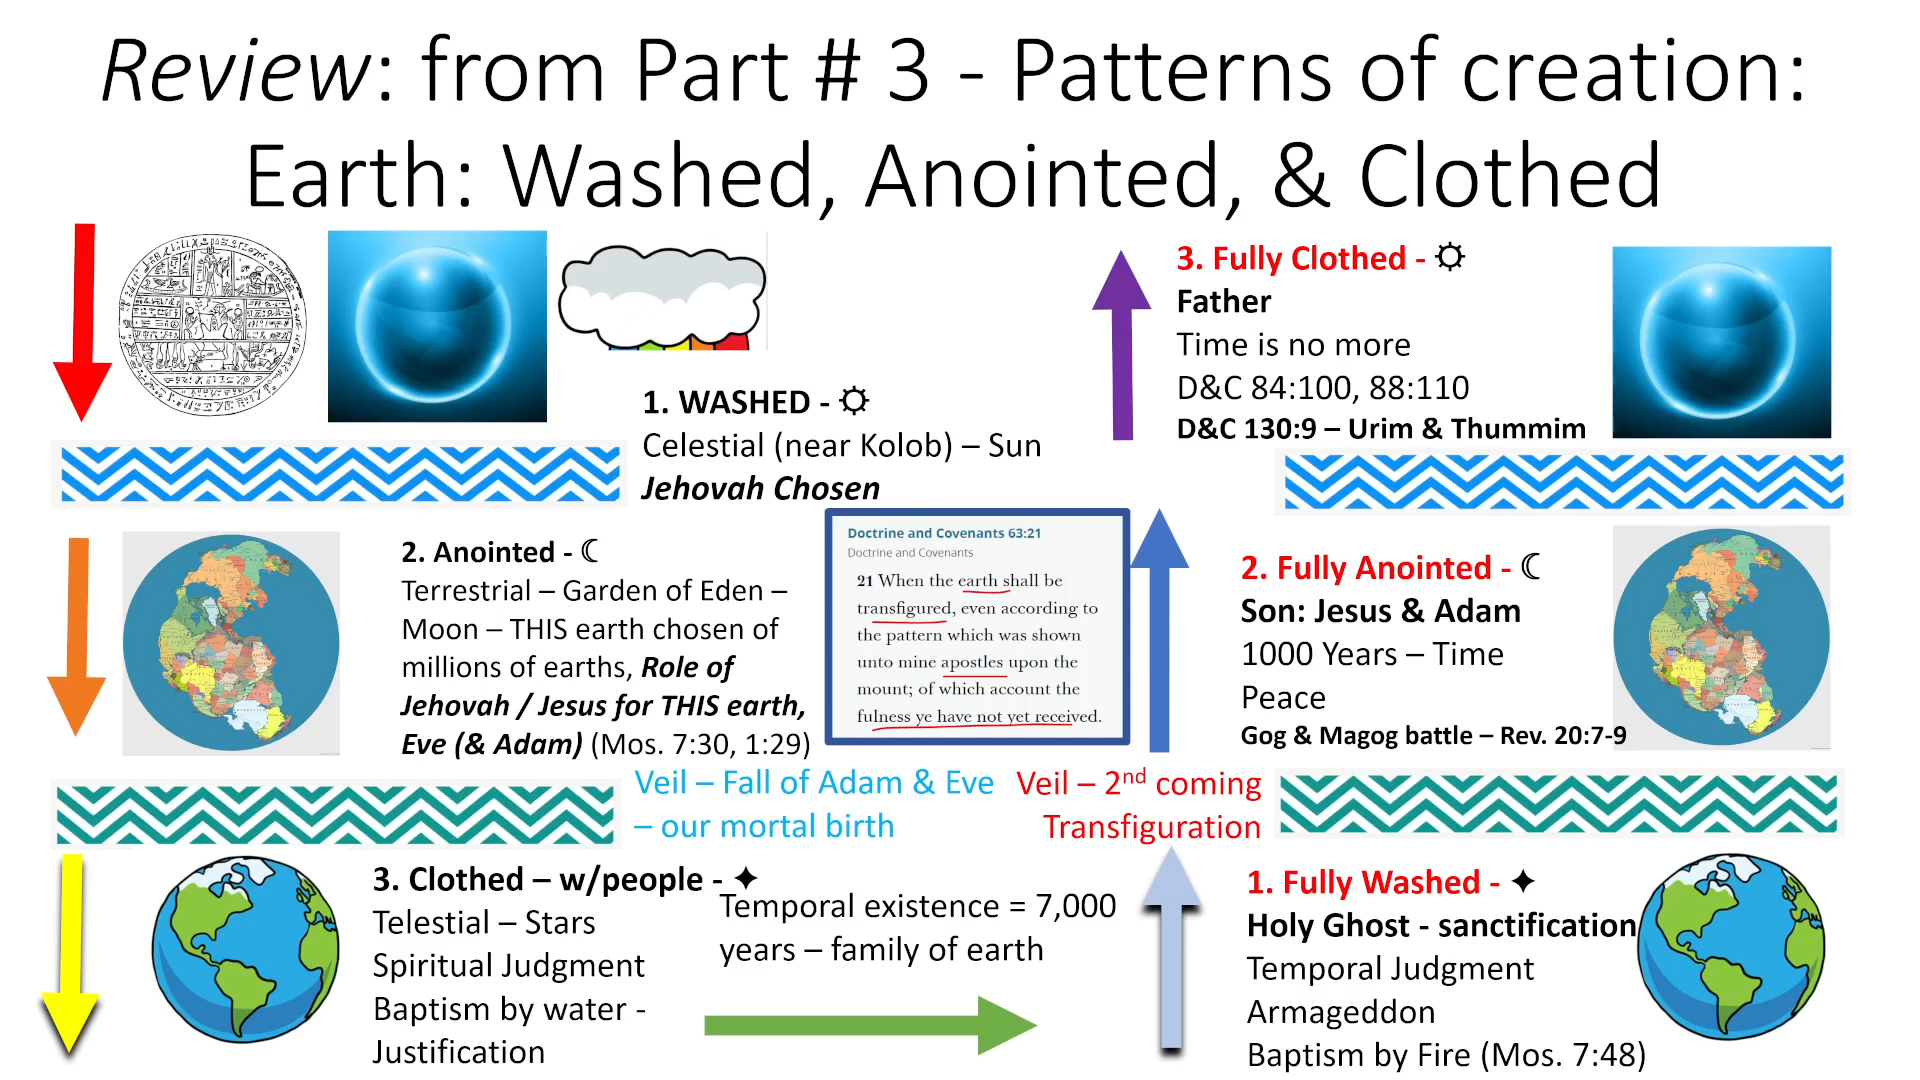 Review: from Part # 3 - Patterns of creation:
Earth: Washed, Anointed, & Clothed
1. WASHED - ☼
Celestial (near Kolob) – Sun
Jehovah Chosen
2. Anointed - ☾
Terrestrial – Garden of Eden –
Moon – THIS earth chosen of
millions of earths, Role of
Jehovah / Jesus for THIS earth,
Eve (& Adam) (Mos. 7:30, 1:29)
Veil – Fall of Adam & Eve
– our mortal birth
3. Clothed – w/people - ✦
Telestial – Stars
Spiritual Judgment
Baptism by water -
Justification
Temporal existence = 7,000
years – family of earth
Doctrine and Covenants 63:21
Doctrine and Covenants
21 When the earth shall be
transfigured, even according to
the pattern which was shown
unto mine apostles upon the
mount; of which account the
fulness ye have not yet received.
3. Fully Clothed - ☼
Father
Time is no more
D&C 84:100, 88:110
D&C 130:9 – Urim & Thummim
2. Fully Anointed - ☾
Son: Jesus & Adam
1000 Years – Time
Peace
Gog & Magog battle – Rev. 20:7-9
Veil – 2nd coming
Transfiguration
1. Fully Washed - ✦
Holy Ghost - sanctification
Temporal Judgment
Armageddon
Baptism by Fire (Mos. 7:48)